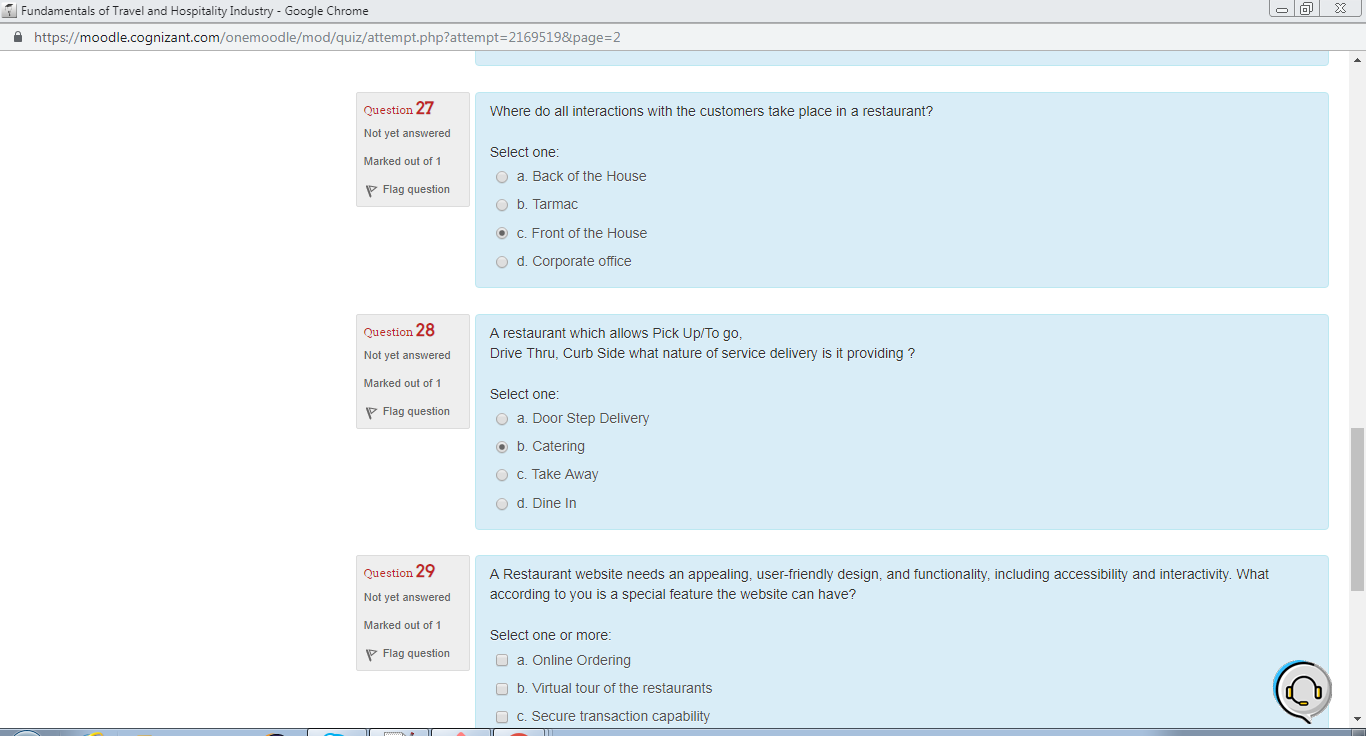 Fundamentals of Travel and Hospitality Industry - Google Chrome
https://moodle.cognizant.com/onemoodle/mod/quiz/attempt.php?attempt=2169519&page=2
Question 27
Not yet answered
Marked out of 1
Flag question
Where do all interactions with the customers take place in a restaurant?
Select one:
a. Back of the House
b. Tarmac
c. Front of the House
d. Corporate office
Question 28
Not yet answered
Marked out of 1
Flag question
A restaurant which allows Pick Up/To go,
Drive Thru, Curb Side what nature of service delivery is it providing ?
Select one:
a. Door Step Delivery
b. Catering
c. Take Away
d. Dine In
Question 29
Not yet answered
Marked out of 1
Flag question
A Restaurant website needs an appealing, user-friendly design, and functionality, including accessibility and interactivity. What
according to you is a special feature the website can have?
Select one or more:
a. Online Ordering
b. Virtual tour of the restaurants
c. Secure transaction capability